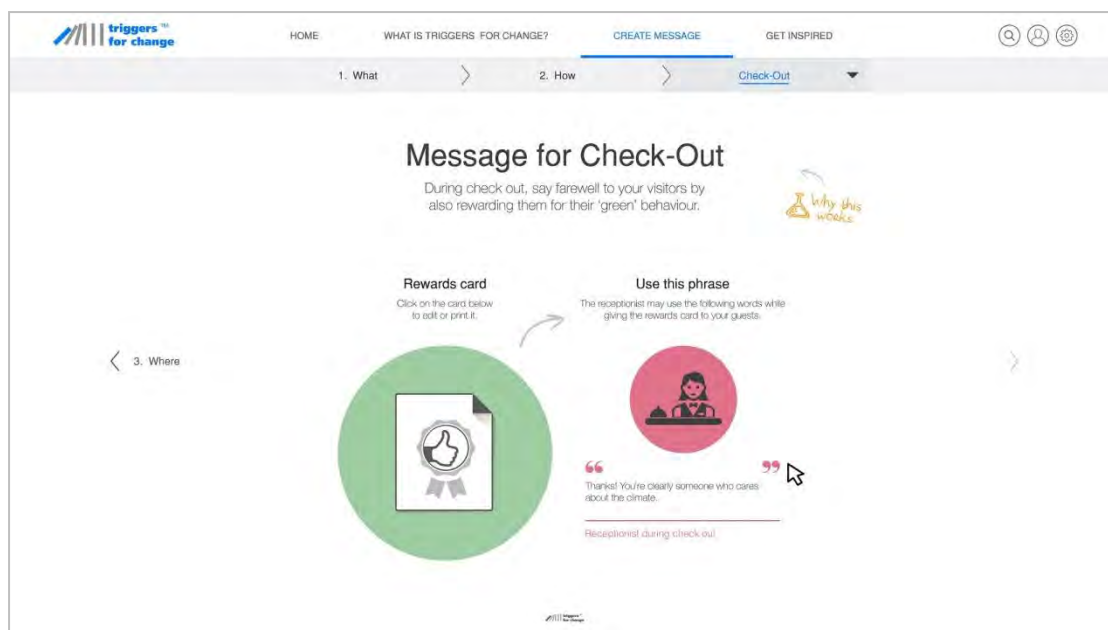 triggers™
for change
HOME
WHAT IS TRIGGERS FOR CHANGE?
CREATE MESSAGE
GET INSPIRED
1. What
2. How
Check-Out
Message for Check-Out
During check out, say farewell to your visitors by
also rewarding them for their 'green' behaviour.
Why this
works
Rewards card
Click on the card below
to edit or print it.
Use this phrase
The receptionist may use the following words while
giving the rewards card to your guests.
3. Where
“ ”
Thanks! You're clearly someone who cares
about the climate.
Receptionist during check out
triggers™
for change